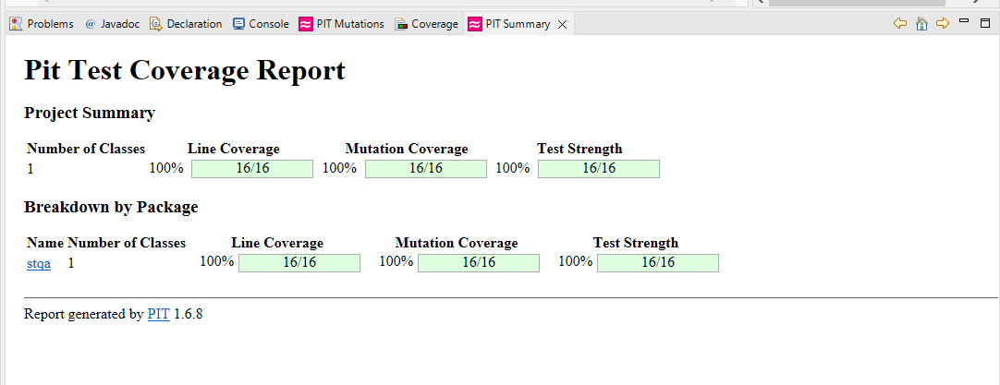 Problems @ Javadoc Declaration Console PIT Mutations Coverage PIT Summary
Pit Test Coverage Report
Project Summary
Number of Classes Line Coverage Mutation Coverage Test Strength
1 100% 16/16 100% 16/16 100% 16/16
Breakdown by Package
Name Number of Classes Line Coverage Mutation Coverage Test Strength
stqa 1 100% 16/16 100% 16/16 100% 16/16
Report generated by PIT 1.6.8